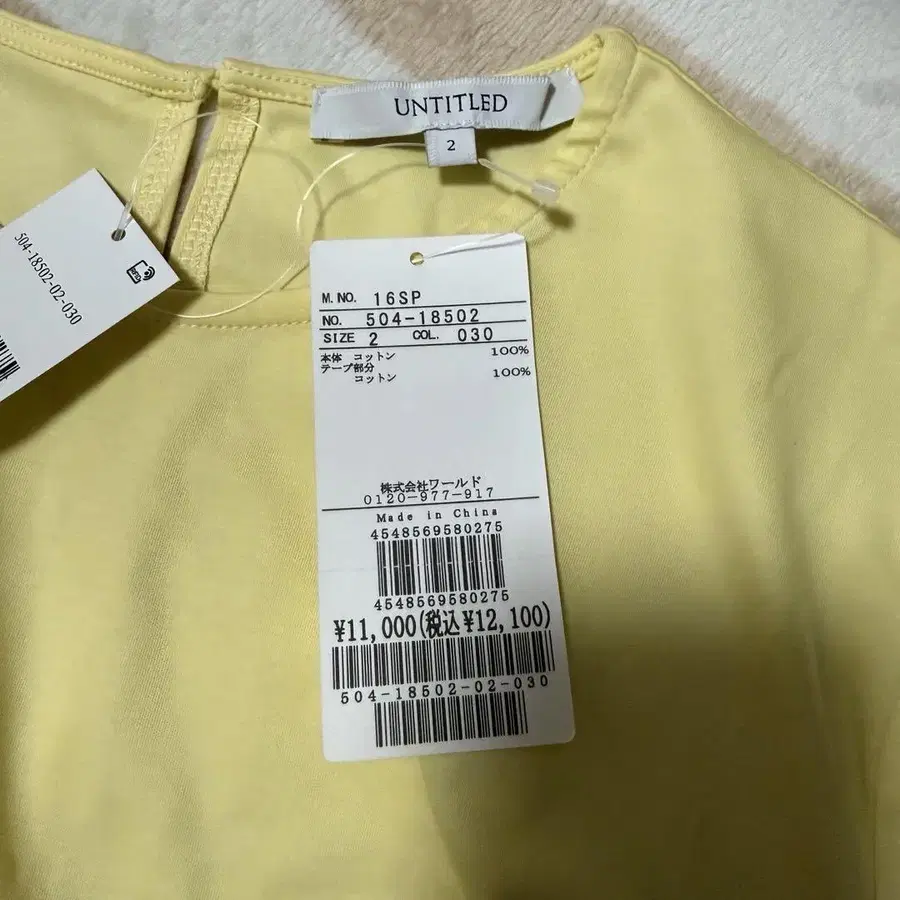 UNTITLED
2
504-18502-02-030
M. NO. 16SP
NO. 504-18502
SIZE 2 COL. 030
本体 コットン 100%
テープ部分
コットン 100%
株式会社ワールド
0120-977-917
Made in China
4548569580275
4548569580275
¥11,000(税込¥12,100)
504-18502-02-030